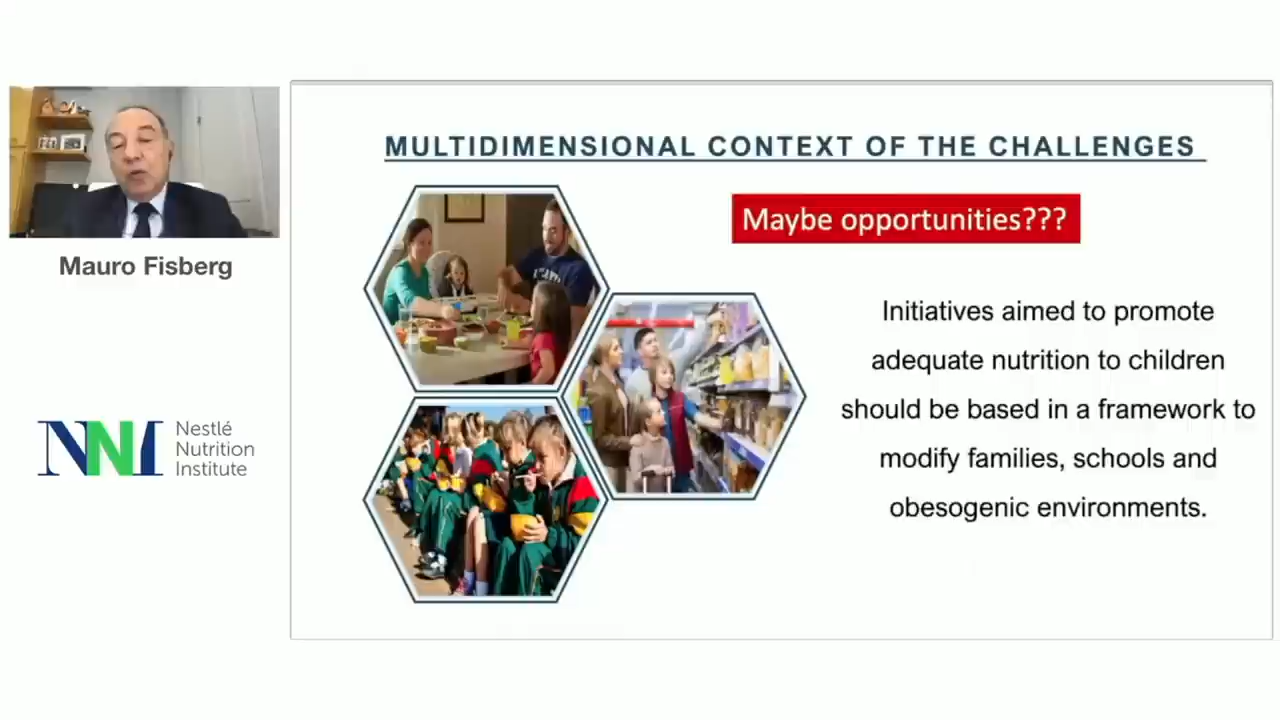 MULTIDIMENSIONAL CONTEXT OF THE CHALLENGES
Maybe opportunities???
Mauro Fisberg
Initiatives aimed to promote
adequate nutrition to children
should be based in a framework to
modify families, schools and
obesogenic environments.
NNI
Nestlé
Nutrition
Institute